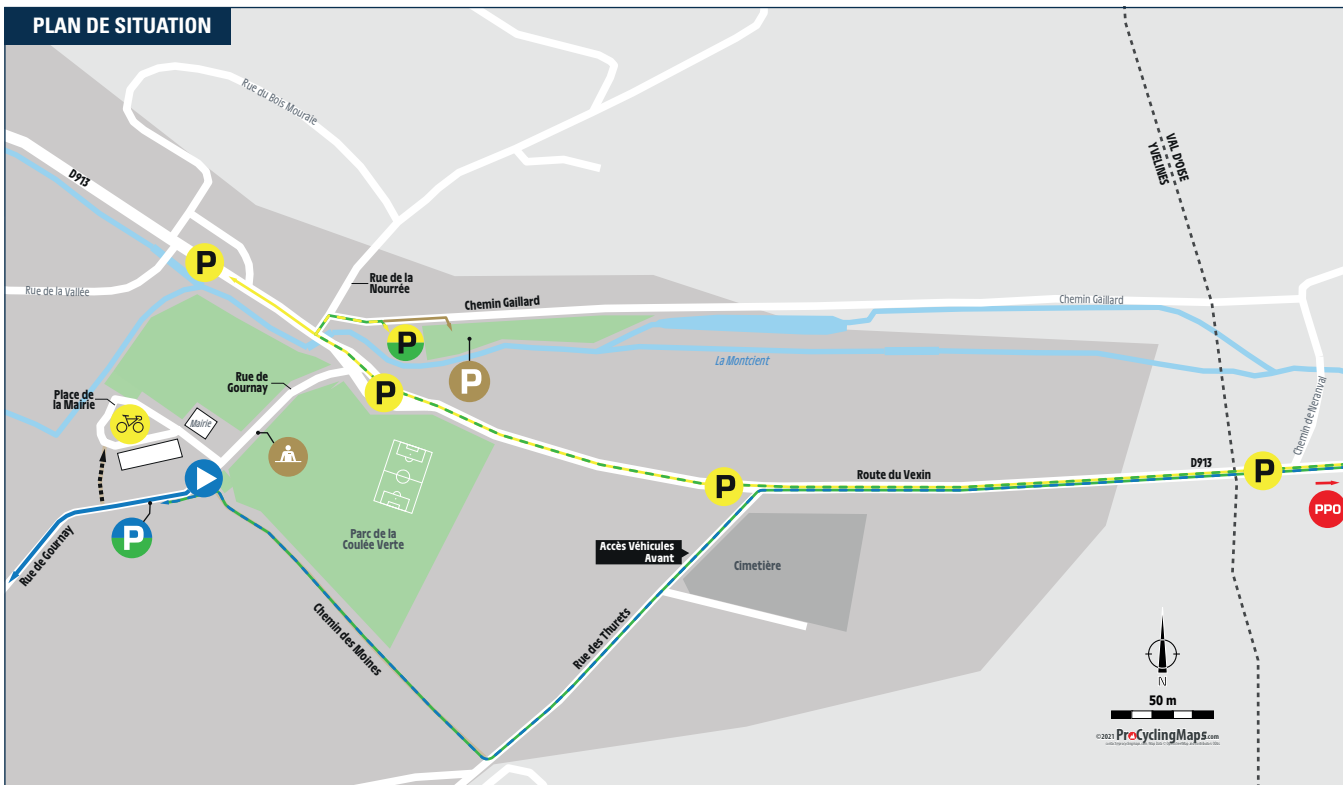 PLAN DE SITUATION
Rue du Bois Mouraie
D913
VAL D'OISE
YVELINES
P
Rue de la
Nourrée
Rue de la Vallée
Chemin Gaillard
Chemin Gaillard
P
La Montcient
P
P
Rue de
Gournay
Place de
la Mairie
Mairie
Chemin de Neranval
D913
Route du Vexin
P
P
PPO
P
Parc de la
Coulée Verte
Rue de Gournay
Accès Véhicules
Avant
Cimetière
Chemin des Moines
Rue des Thurets
N
50 m
©2021 ProCyclingMaps.com